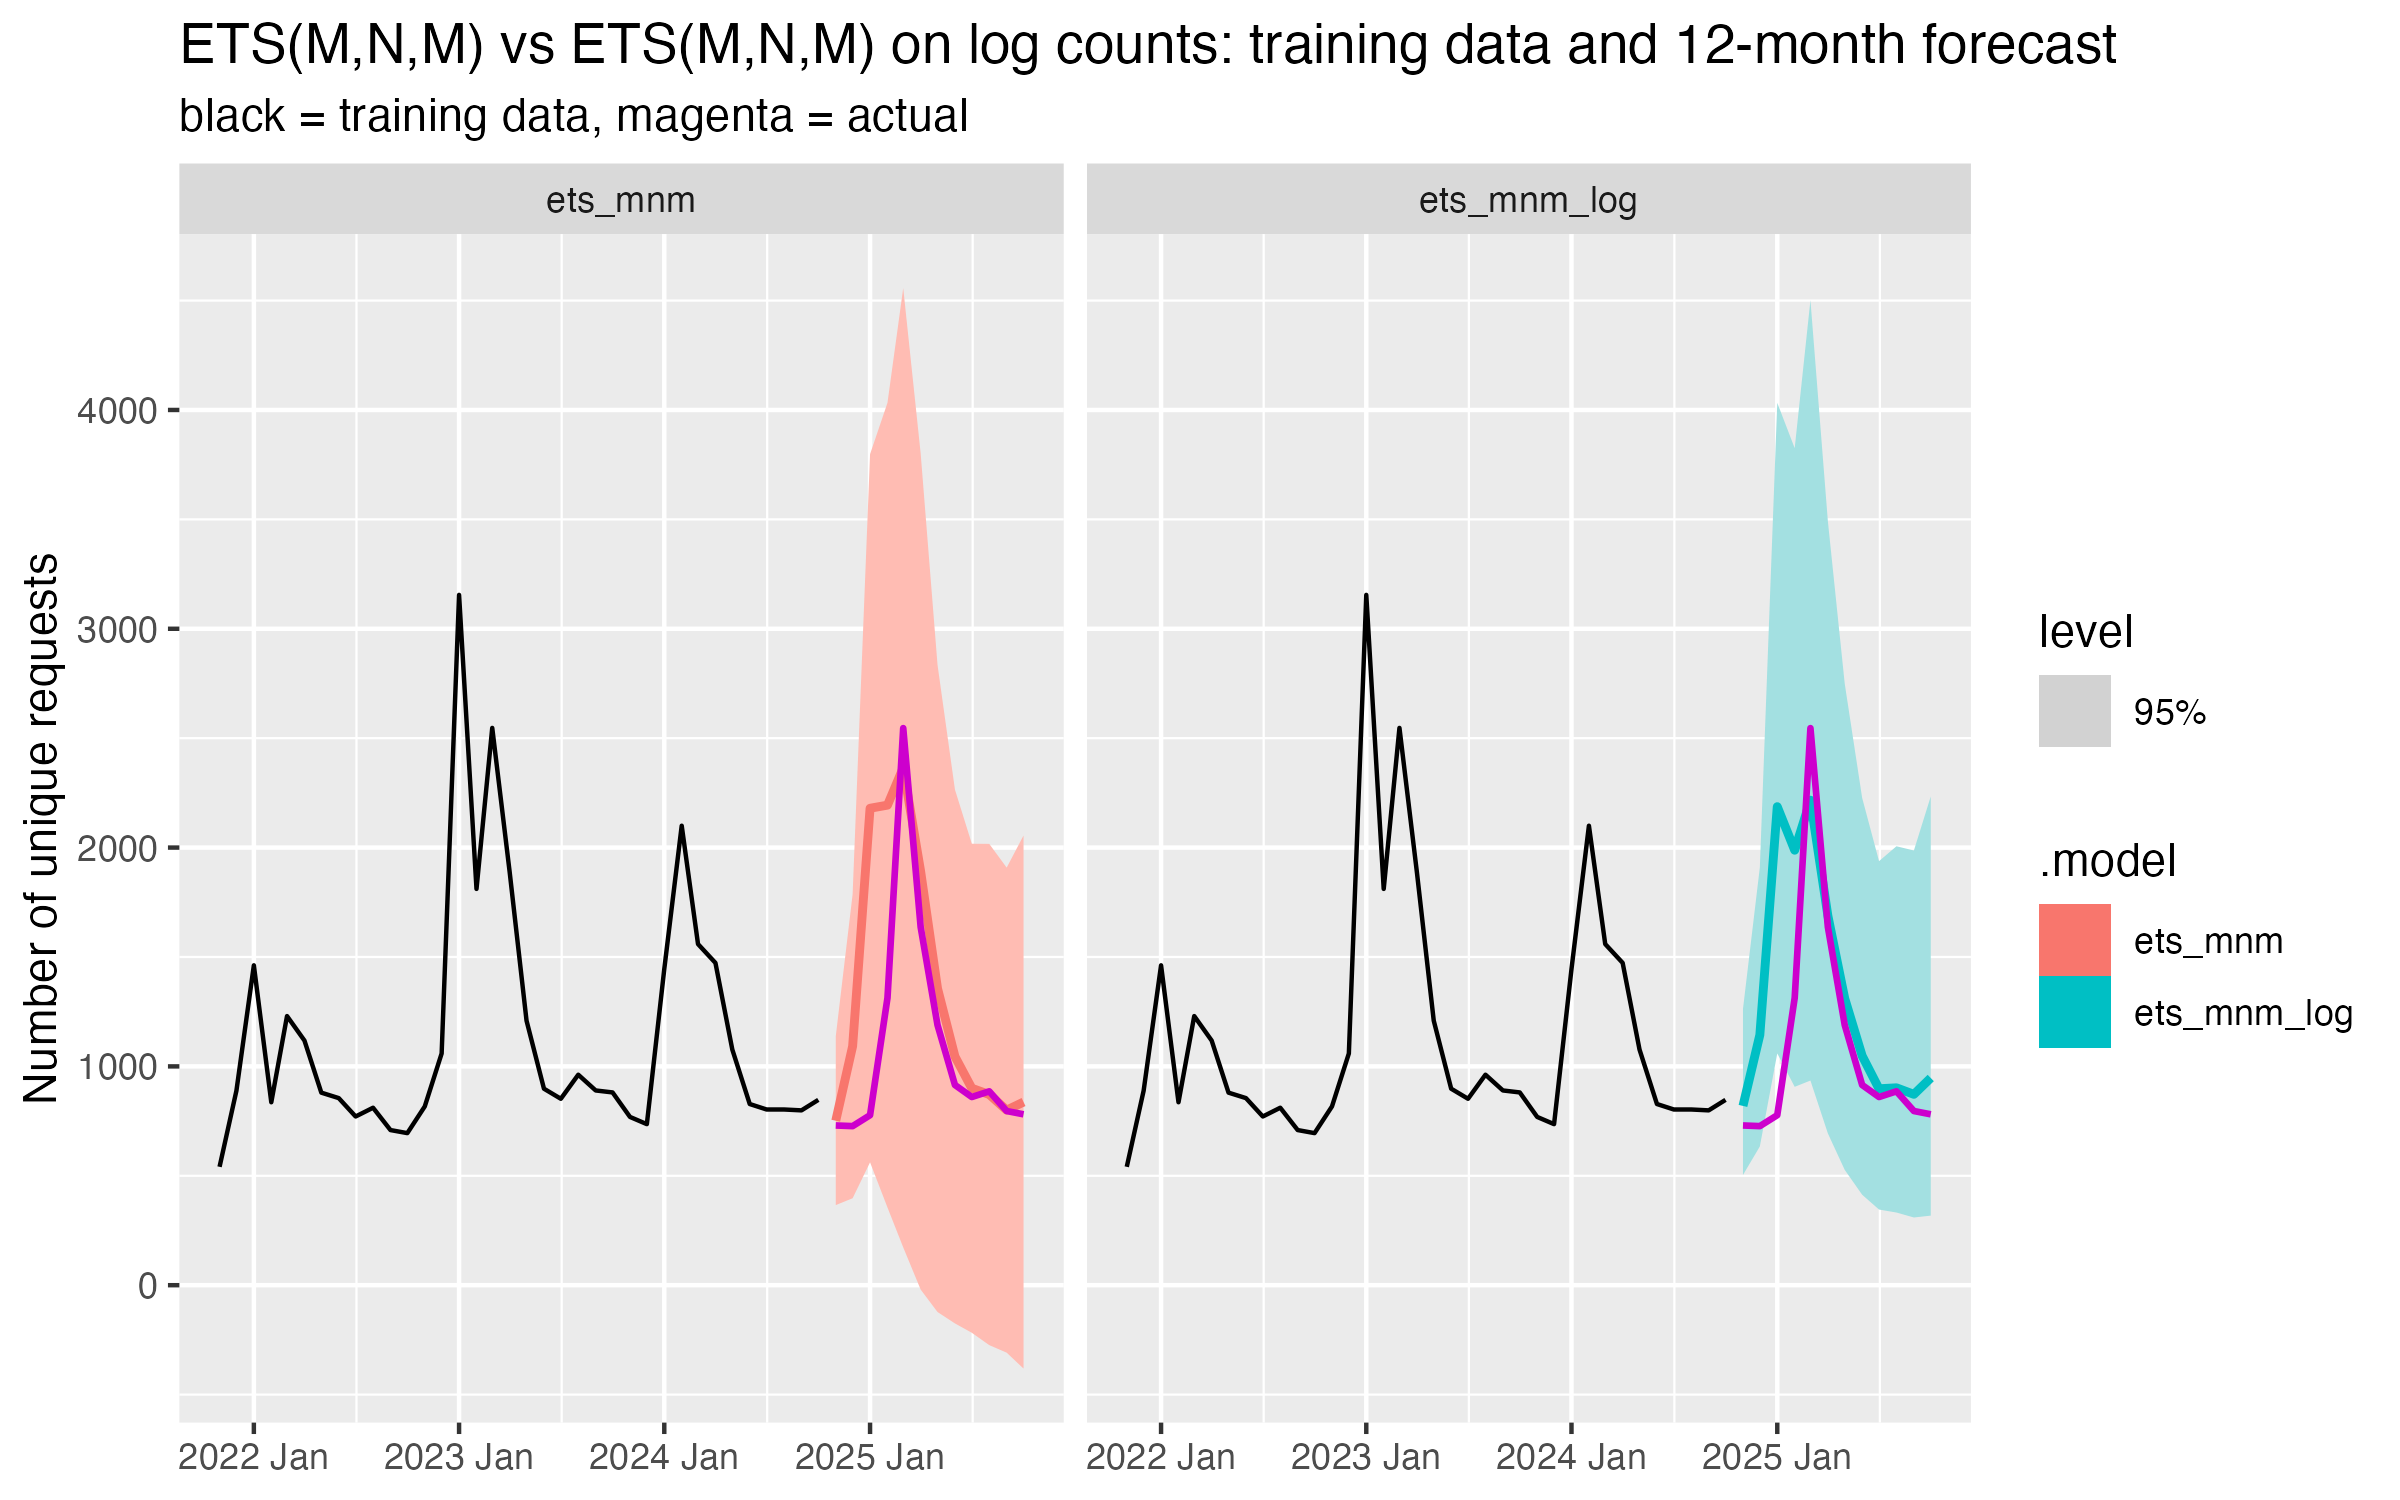 ETS(M,N,M) vs ETS(M,N,M) on log counts: training data and 12-month forecast
black = training data, magenta = actual
ets_mnm
ets_mnm_log
Number of unique requests
4000
3000
2000
1000
0
2022 Jan
2023 Jan
2024 Jan
2025 Jan
2022 Jan
2023 Jan
2024 Jan
2025 Jan
level
95%
.model
ets_mnm
ets_mnm_log